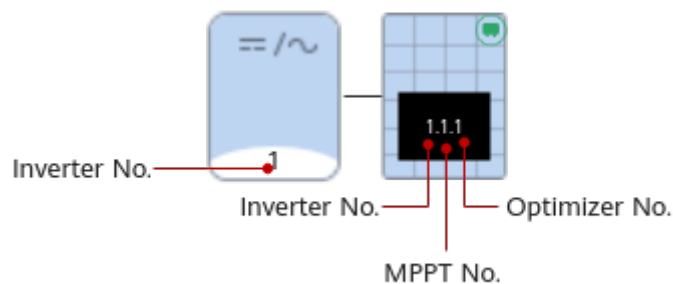 1.1.1
1
Inverter No.
Inverter No.
Optimizer No.
MPPT No.